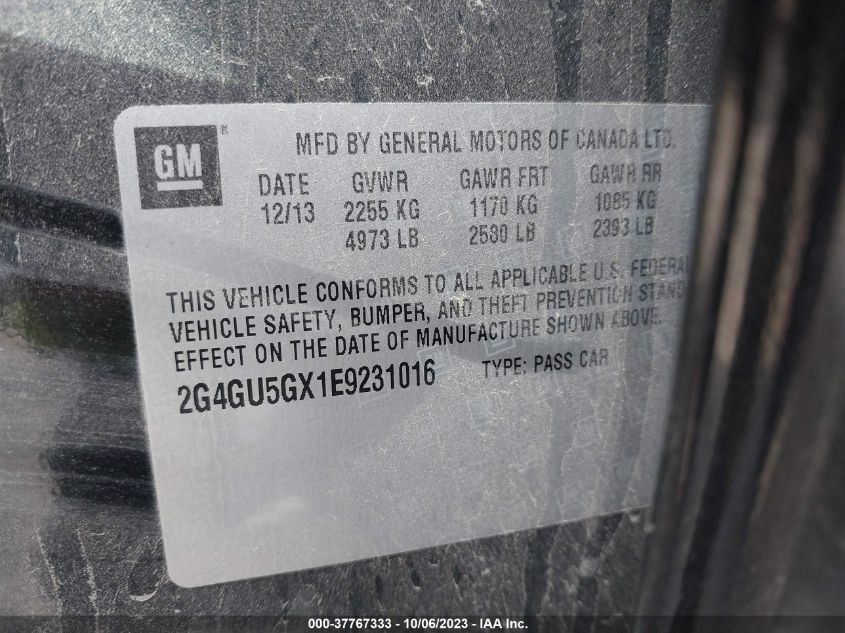 GM ®
MFD BY GENERAL MOTORS OF CANADA LTD.
DATE GVWR GAWR FRT GAWR RR
12/13 2255 KG 1170 KG 1085 KG
4973 LB 2580 LB 2393 LB
THIS VEHICLE CONFORMS TO ALL APPLICABLE U.S. FEDERAL
VEHICLE SAFETY, BUMPER, AND THEFT PREVENTION STAND
EFFECT ON THE DATE OF MANUFACTURE SHOWN ABOVE.
2G4GU5GX1E9231016 TYPE: PASS CAR
000-37767333 - 10/06/2023 - © IAA Inc.